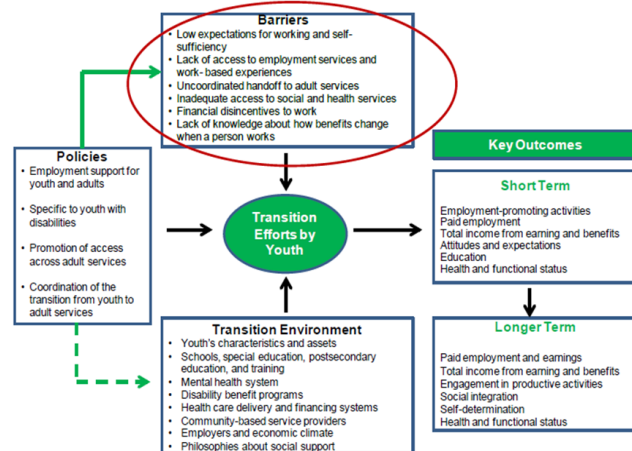 Barriers
• Low expectations for working and self-
sufficiency
• Lack of access to employment services and
work- based experiences
• Uncoordinated handoff to adult services
• Inadequate access to social and health services
• Financial disincentives to work
• Lack of knowledge about how benefits change
when a person works
Policies
• Employment support for
youth and adults
• Specific to youth with
disabilities
• Promotion of access
across adult services
• Coordination of the
transition from youth to
adult services
Transition
Efforts by
Youth
Transition Environment
• Youth's characteristics and assets
• Schools, special education, postsecondary
education, and training
• Mental health system
• Disability benefit programs
• Health care delivery and financing systems
• Community-based service providers
• Employers and economic climate
• Philosophies about social support
Key Outcomes
Short Term
Employment-promoting activities
Paid employment
Total income from earning and benefits
Attitudes and expectations
Education
Health and functional status
Longer Term
Paid employment and earnings
Total income from earning and benefits
Engagement in productive activities
Social integration
Self-determination
Health and functional status